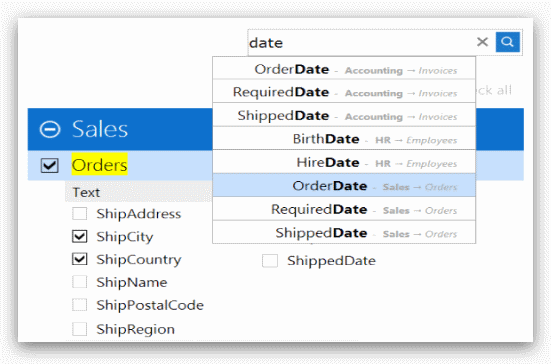 date
OrderDate - Accounting → Invoices
RequiredDate - Accounting → Invoices
ck all
ShippedDate - Accounting → Invoices
Sales
BirthDate - HR → Employees
HireDate - HR → Employees
Orders
OrderDate - Sales → Orders
Text
RequiredDate - Sales → Orders
ShipAddress
ShippedDate - Sales → Orders
ShipCity
ShipCountry
ShippedDate
ShipName
ShipPostalCode
ShipRegion